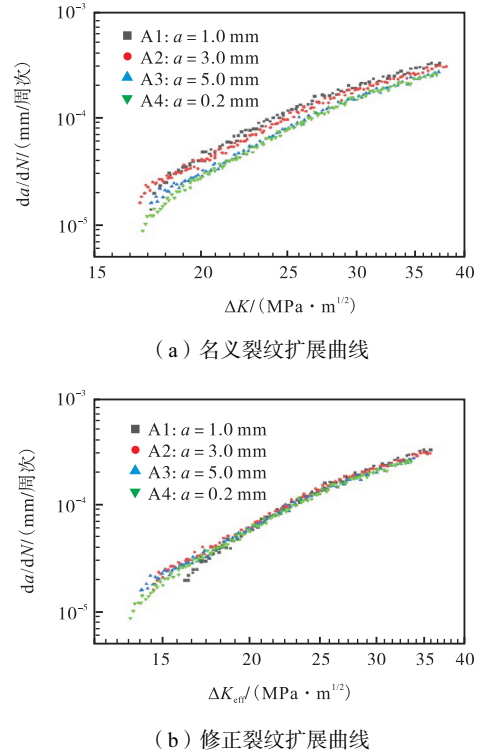 10⁻³
A1: a = 1.0 mm
A2: a = 3.0 mm
A3: a = 5.0 mm
A4: a = 0.2 mm
10⁻⁴
10⁻⁵
da/dN/(mm/周次)
15 20 25 30 35 40
ΔK/(MPa·m^1/2)
(a)名义裂纹扩展曲线
10⁻³
A1: a = 1.0 mm
A2: a = 3.0 mm
A3: a = 5.0 mm
A4: a = 0.2 mm
10⁻⁴
10⁻⁵
da/dN/(mm/周次)
15 20 25 30 35 40
ΔK_eff/(MPa·m^1/2)
(b)修正裂纹扩展曲线